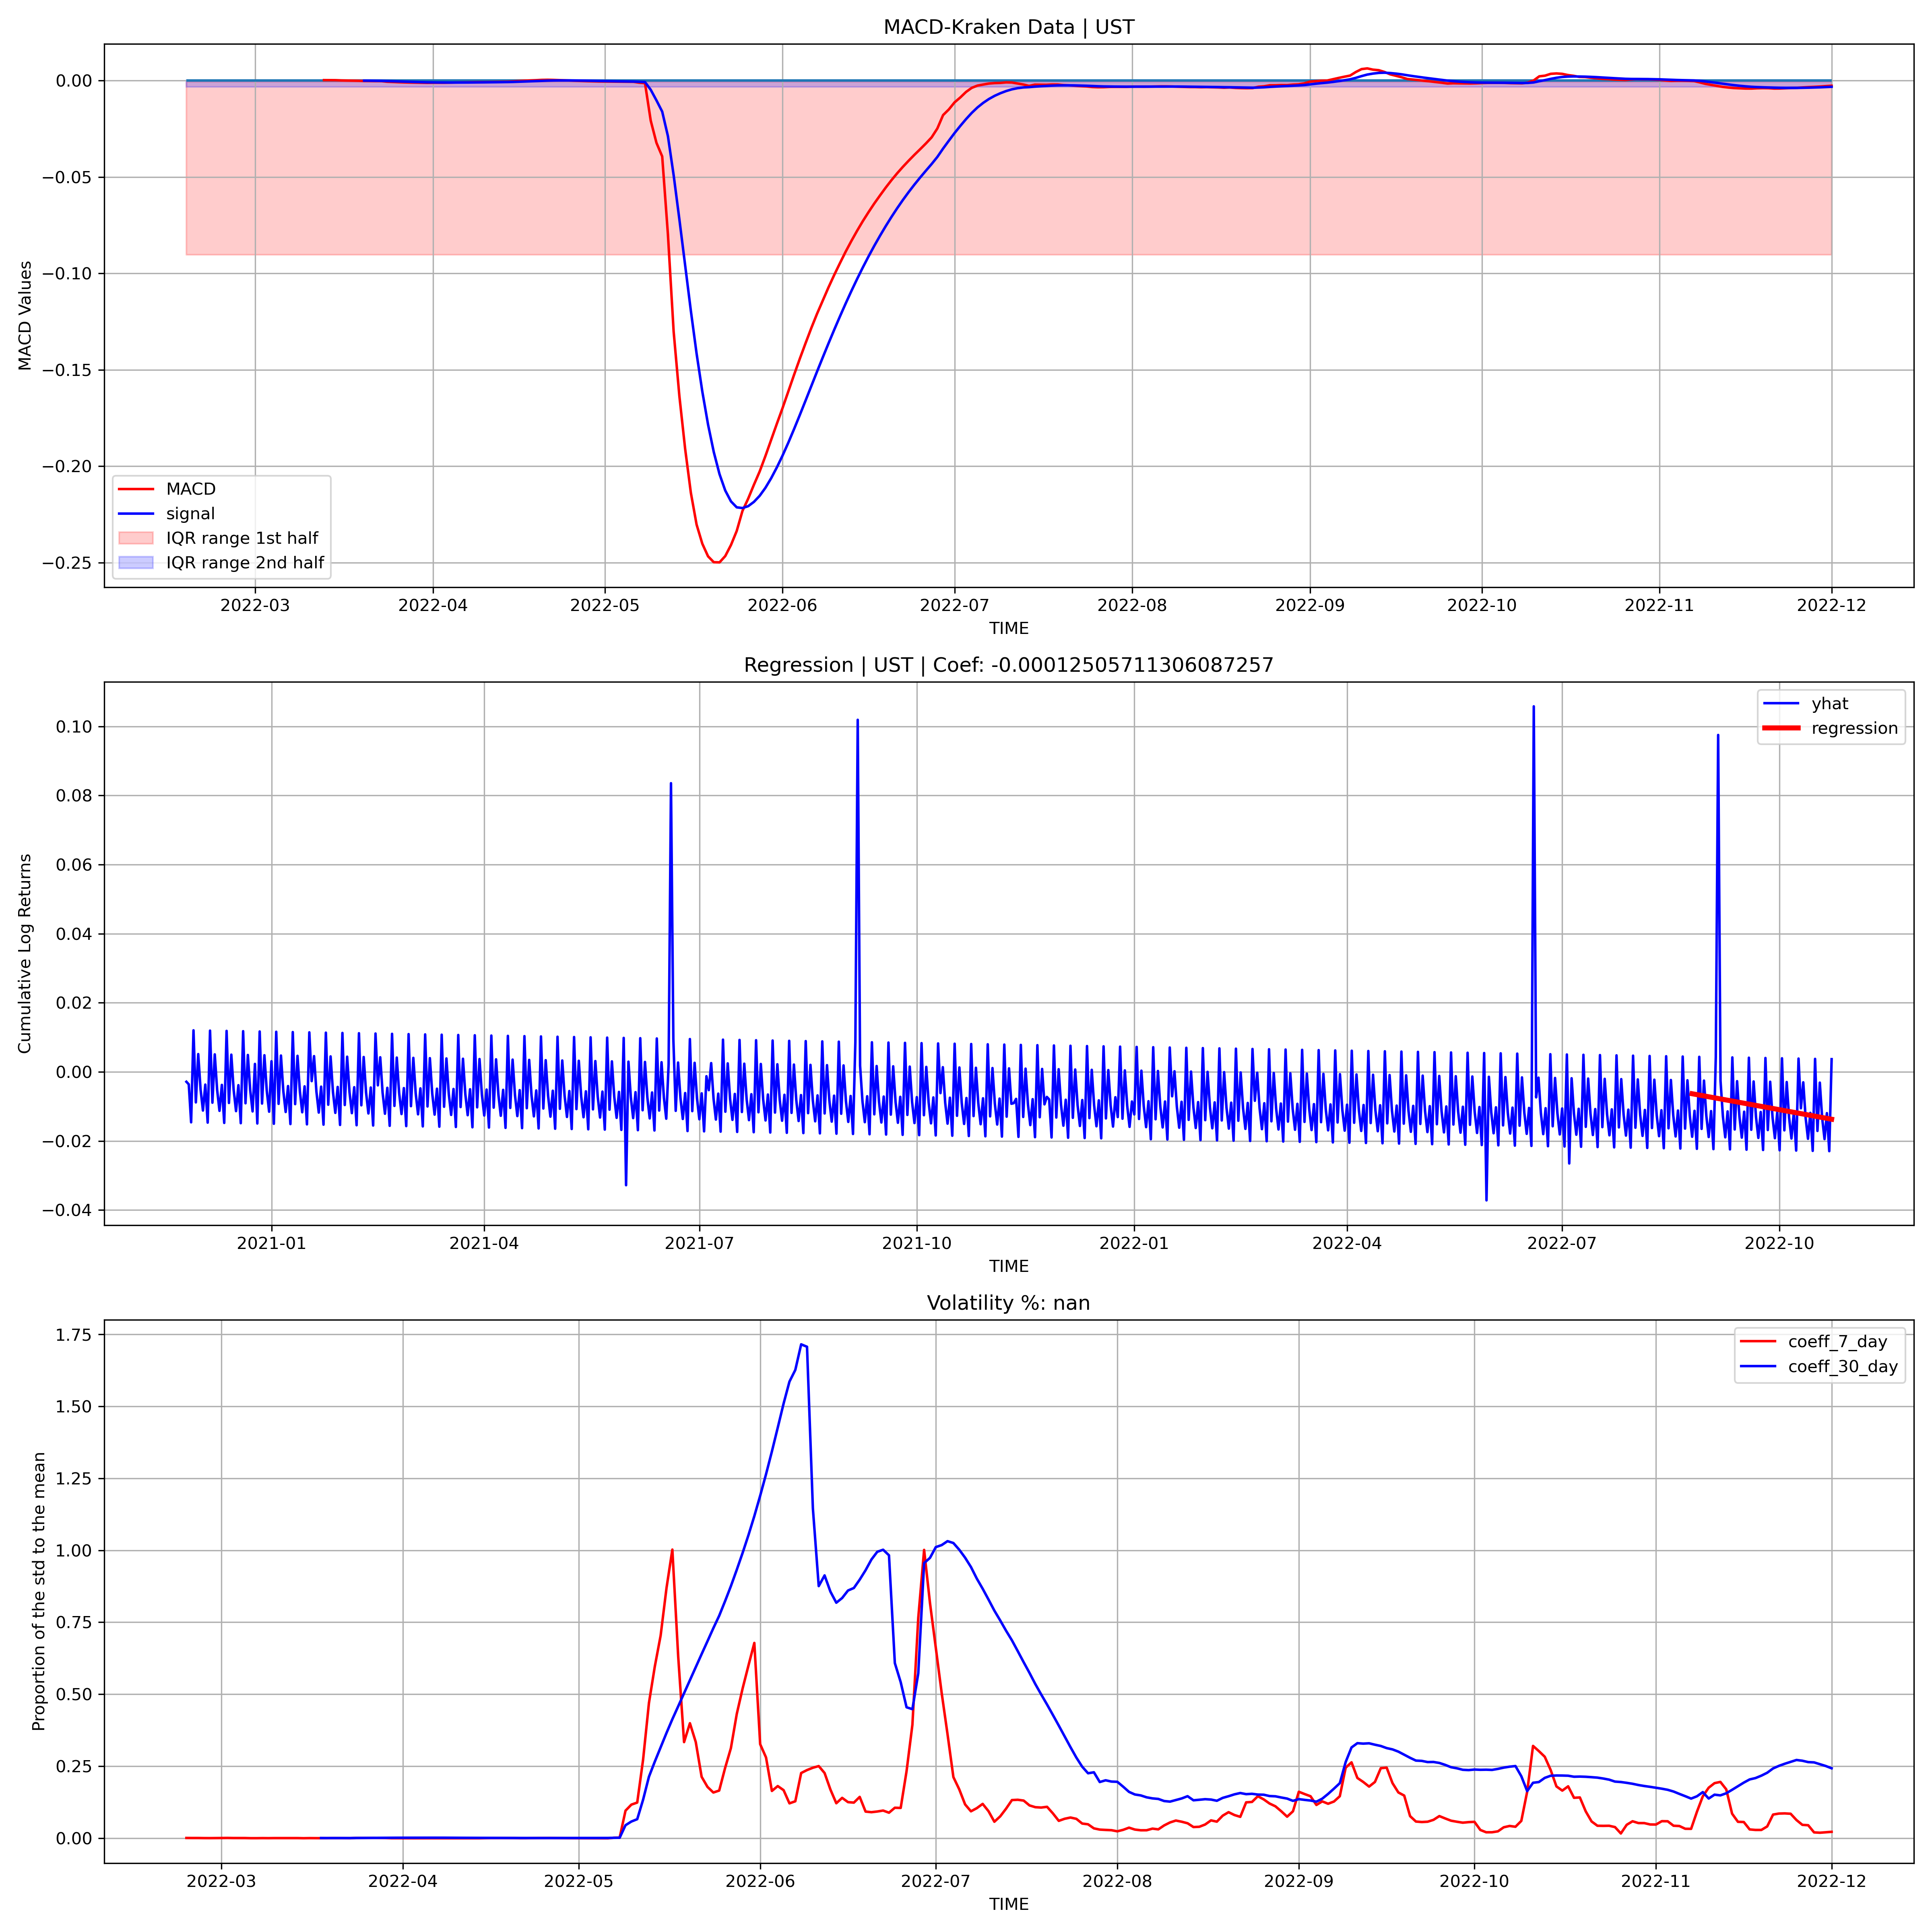 MACD-Kraken Data | UST
0.00
−0.05
−0.10
−0.15
−0.20
−0.25
MACD Values
MACD
signal
IQR range 1st half
IQR range 2nd half
2022-03 2022-04 2022-05 2022-06 2022-07 2022-08 2022-09 2022-10 2022-11 2022-12
TIME
Regression | UST | Coef: -0.00012505711306087257
0.10
0.08
0.06
0.04
0.02
0.00
−0.02
−0.04
Cumulative Log Returns
yhat
regression
2021-01 2021-04 2021-07 2021-10 2022-01 2022-04 2022-07 2022-10
TIME
Volatility %: nan
1.75
1.50
1.25
1.00
0.75
0.50
0.25
0.00
Proportion of the std to the mean
coeff_7_day
coeff_30_day
2022-03 2022-04 2022-05 2022-06 2022-07 2022-08 2022-09 2022-10 2022-11 2022-12
TIME